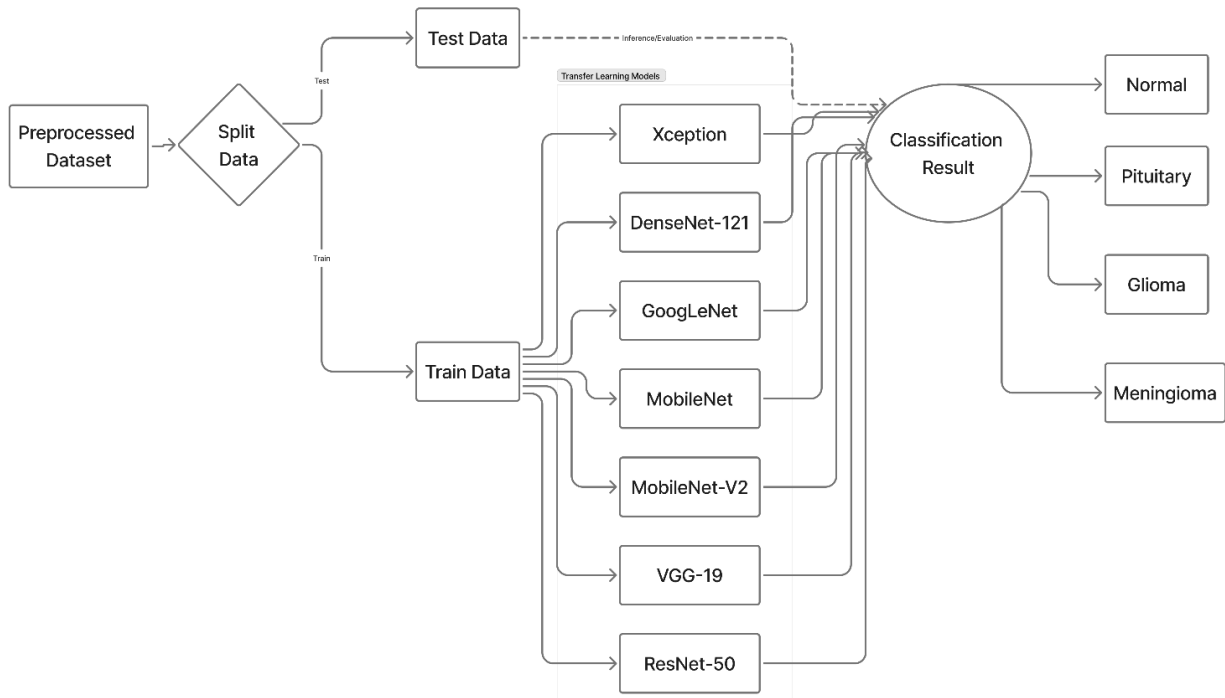 Preprocessed
Dataset
Split
Data
Test
Train
Test Data
Train Data
Inference/Evaluation
Transfer Learning Models
Xception
DenseNet-121
GoogLeNet
MobileNet
MobileNet-V2
VGG-19
ResNet-50
Classification
Result
Normal
Pituitary
Glioma
Meningioma